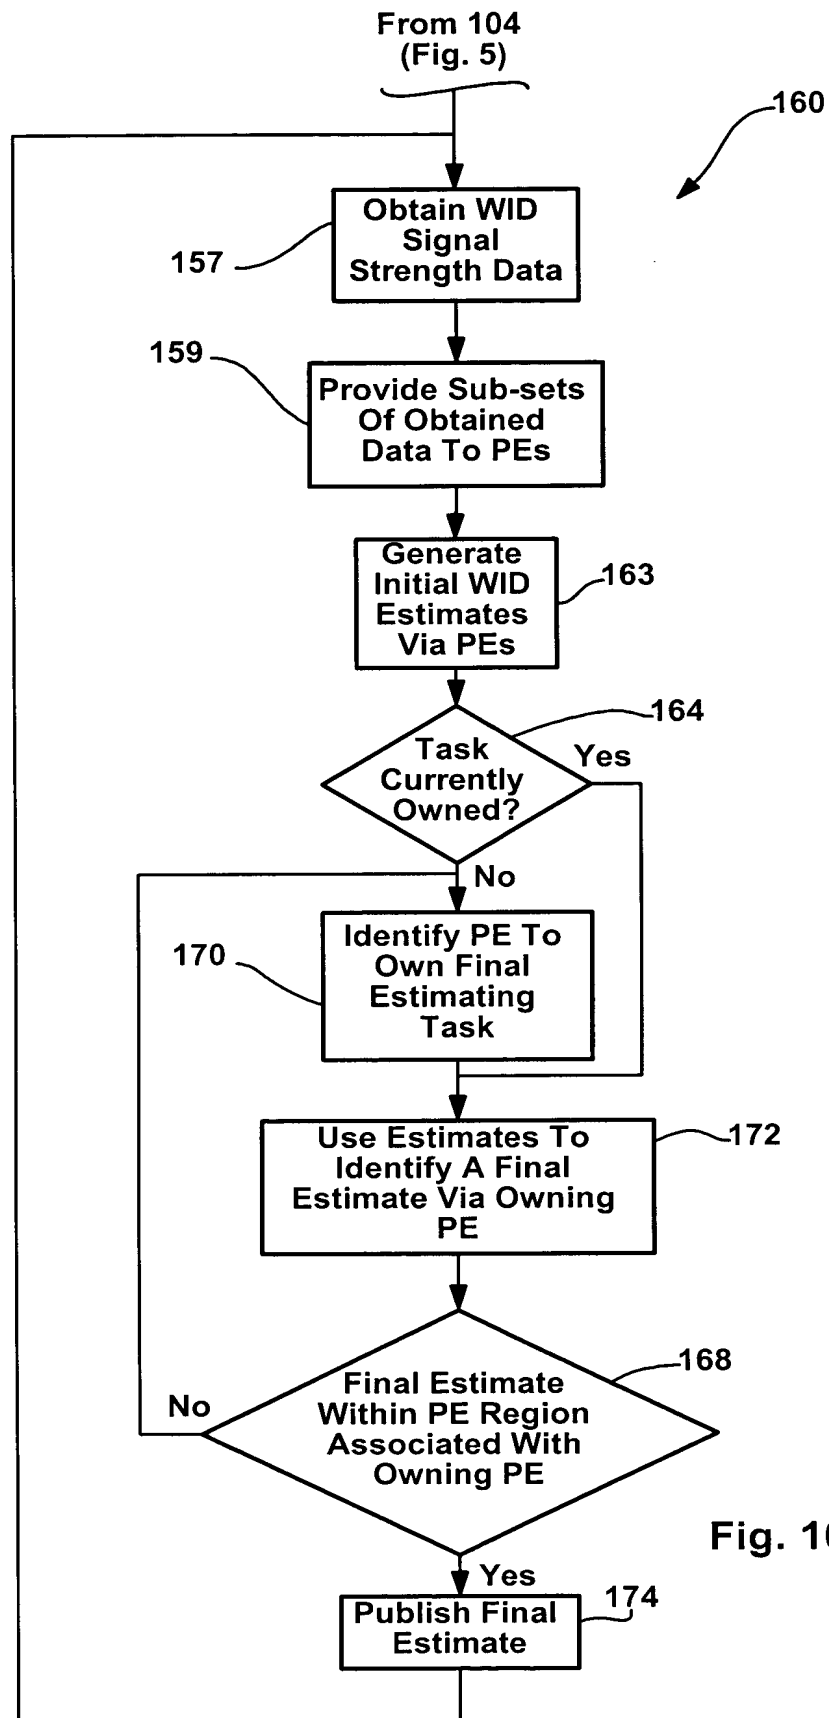 From 104
(Fig. 5)
160
Obtain WID
Signal
Strength Data
157
159
Provide Sub-sets
Of Obtained
Data To PEs
Generate
Initial WID
Estimates
Via PEs
163
164
Task
Currently
Owned?
Yes
No
170
Identify PE To
Own Final
Estimating
Task
Use Estimates To
Identify A Final
Estimate Via Owning
PE
172
168
No
Final Estimate
Within PE Region
Associated With
Owning PE
Fig. 10
Yes
Publish Final
Estimate
174